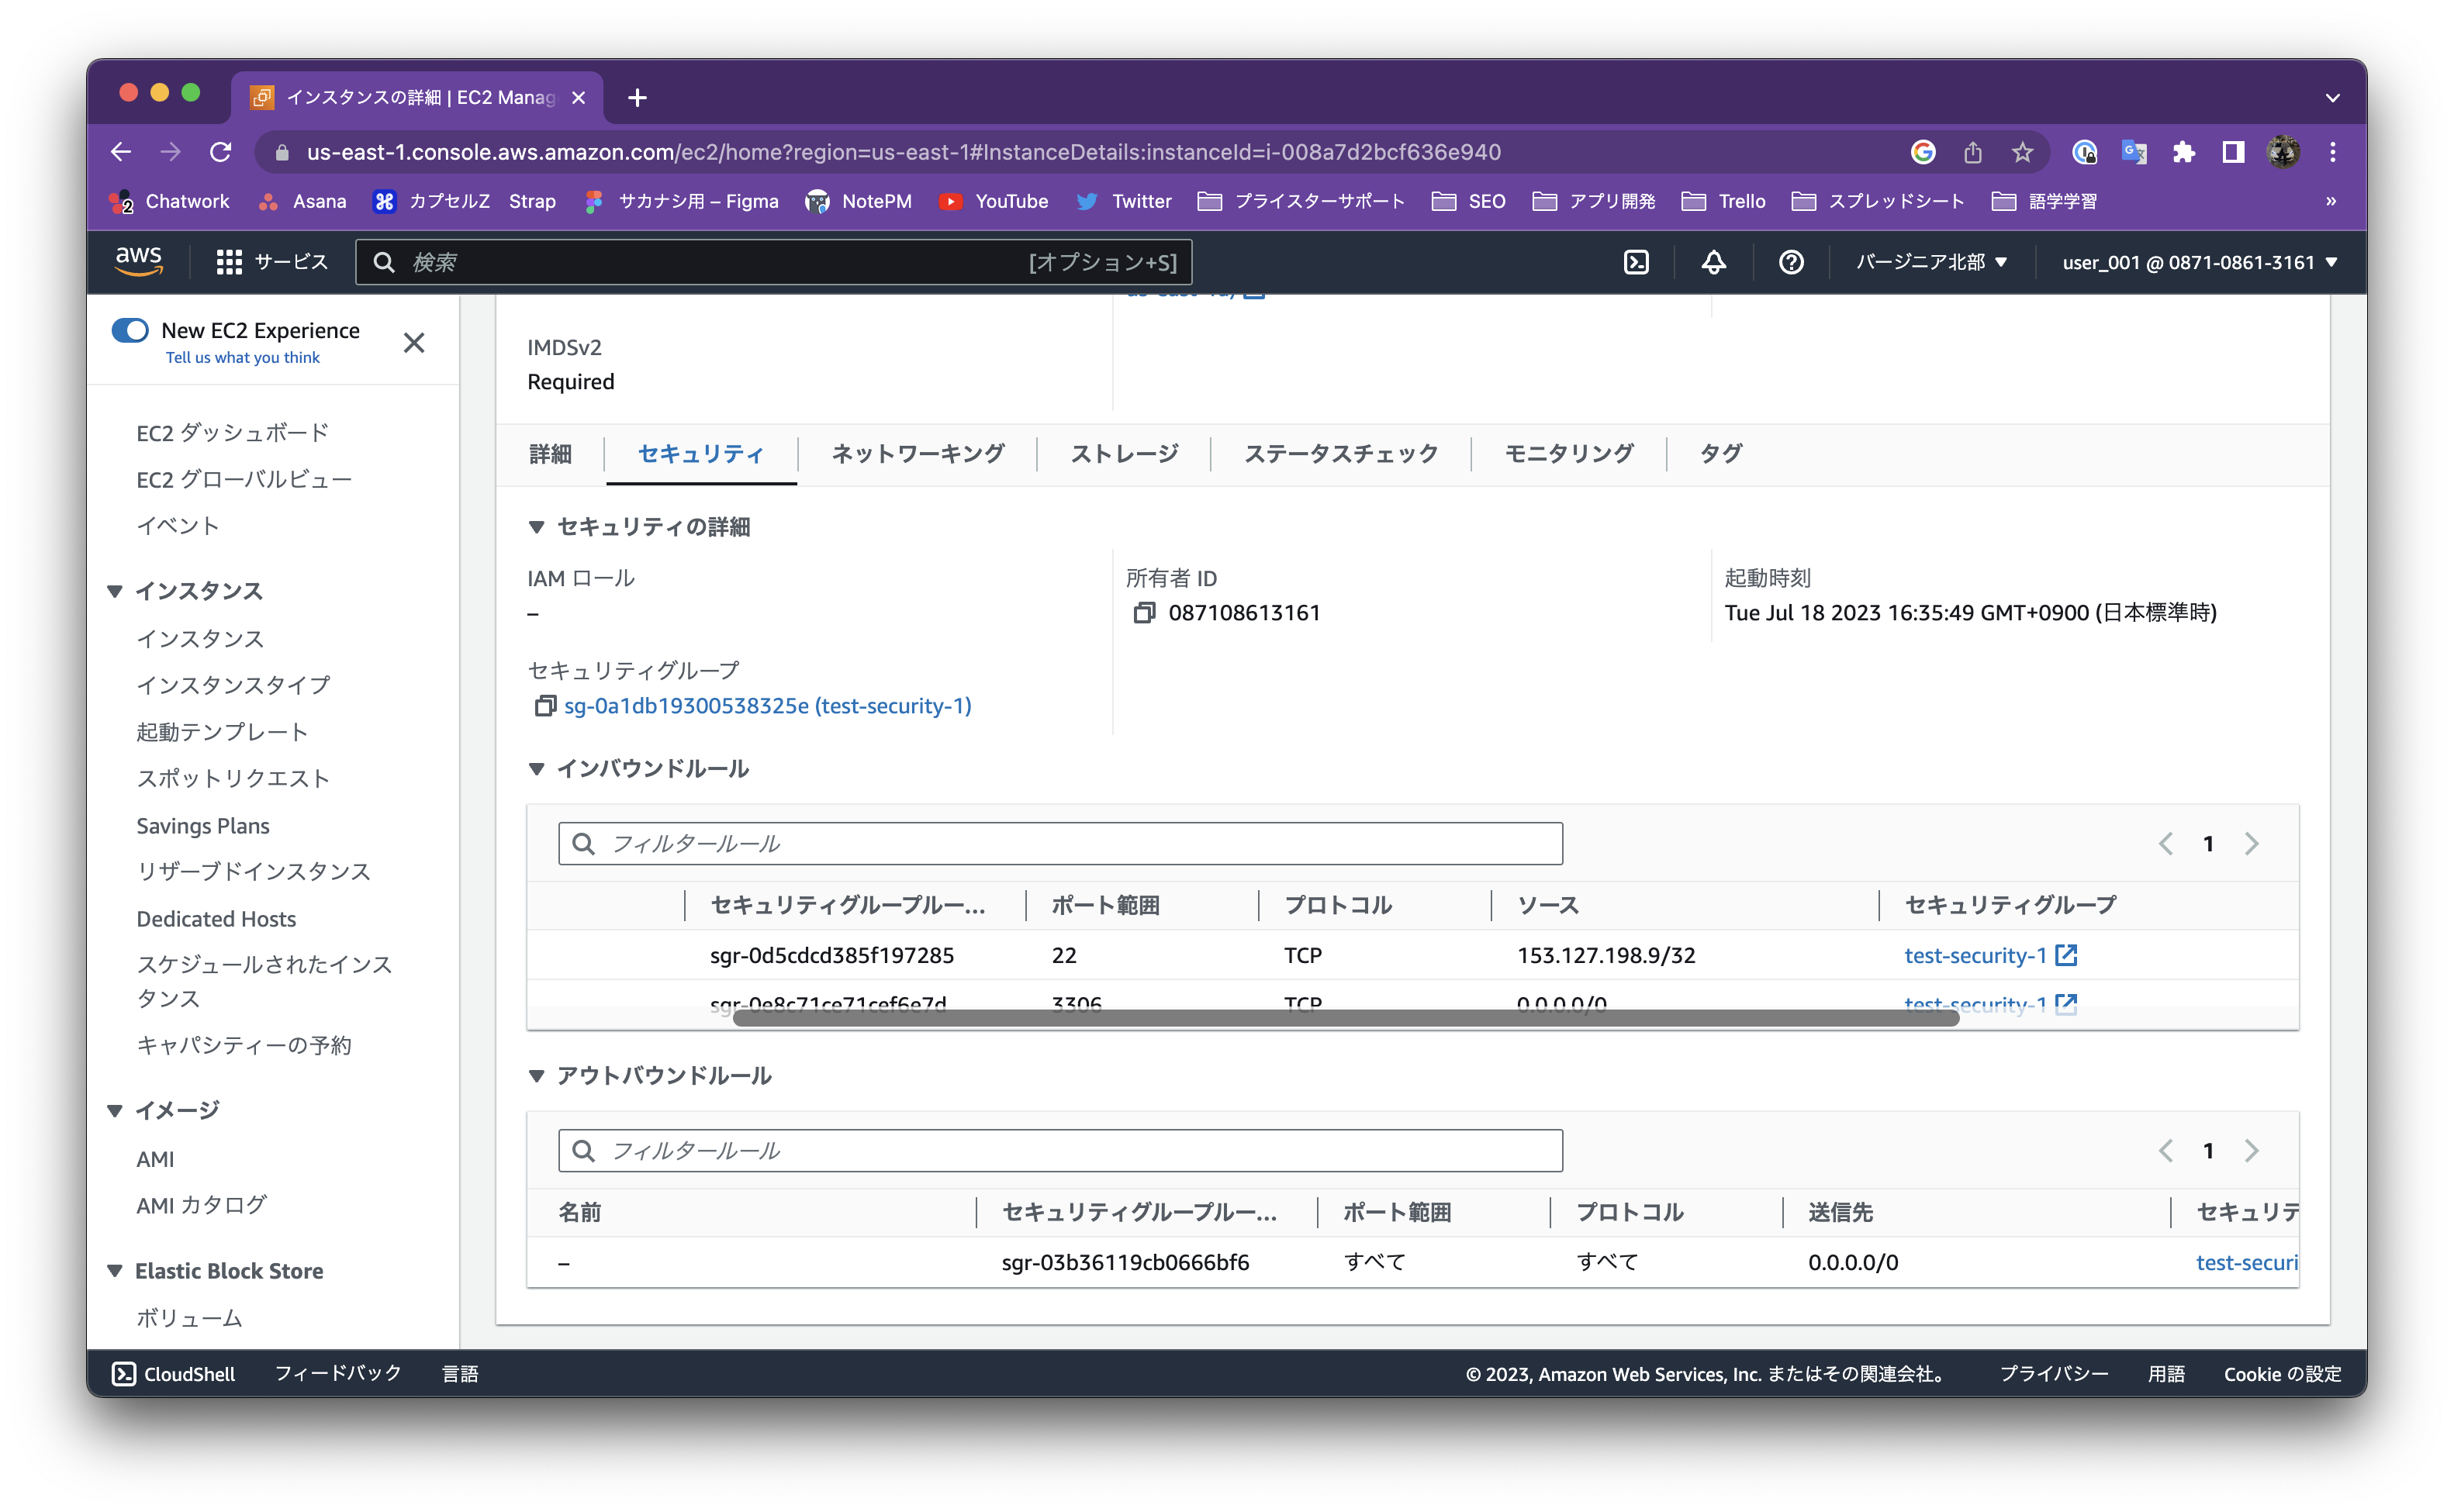 インスタンスの詳細 | EC2 Manag
us-east-1.console.aws.amazon.com/ec2/home?region=us-east-1#InstanceDetails:instanceId=i-008a7d2bcf636e940
Chatwork Asana カプセルZ Strap サカナシ用 – Figma NotePM YouTube Twitter プライスターサポート SEO アプリ開発 Trello スプレッドシート 語学学習 »
aws サービス 検索 [オプション+S] バージニア北部 ▼ user_001 @ 0871-0861-3161 ▼
New EC2 Experience
Tell us what you think
EC2 ダッシュボード
EC2 グローバルビュー
イベント
▼ インスタンス
インスタンス
インスタンスタイプ
起動テンプレート
スポットリクエスト
Savings Plans
リザーブドインスタンス
Dedicated Hosts
スケジュールされたインス
タンス
キャパシティーの予約
▼ イメージ
AMI
AMI カタログ
▼ Elastic Block Store
ボリューム
IMDSv2
Required
詳細 セキュリティ ネットワーキング ストレージ ステータスチェック モニタリング タグ
▼ セキュリティの詳細
IAM ロール
–
所有者 ID
087108613161
起動時刻
Tue Jul 18 2023 16:35:49 GMT+0900 (日本標準時)
セキュリティグループ
sg-0a1db19300538325e (test-security-1)
▼ インバウンドルール
フィルタールール 1
セキュリティグループルー... ポート範囲 プロトコル ソース セキュリティグループ
sgr-0d5cdcd385f197285 22 TCP 153.127.198.9/32 test-security-1
sgr-0e8c71ce71cef6e7d 3306 TCP 0.0.0.0/0 test-security-1
▼ アウトバウンドルール
フィルタールール 1
名前 セキュリティグループルー... ポート範囲 プロトコル 送信先 セキュリテ
– sgr-03b36119cb0666bf6 すべて すべて 0.0.0.0/0 test-securi
CloudShell フィードバック 言語 © 2023, Amazon Web Services, Inc. またはその関連会社。 プライバシー 用語 Cookie の設定